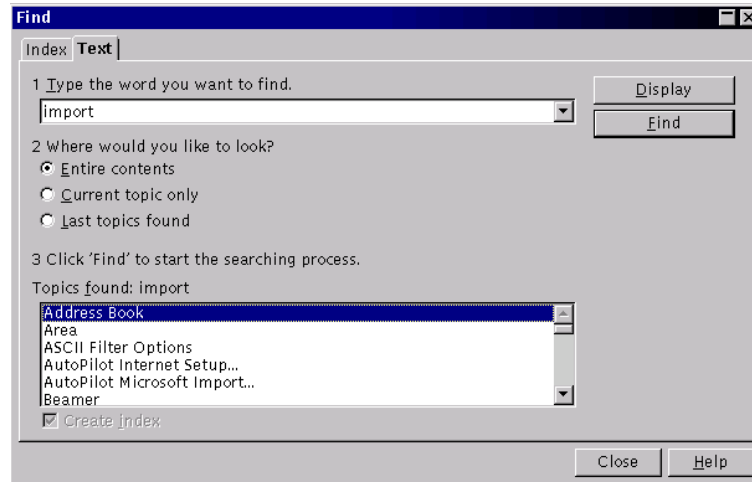 Find
Index Text
1 Type the word you want to find.
import
Display
Find
2 Where would you like to look?
Entire contents
Current topic only
Last topics found
3 Click 'Find' to start the searching process.
Topics found: import
Address Book
Area
ASCII Filter Options
AutoPilot Internet Setup...
AutoPilot Microsoft Import...
Beamer
Create index
Close Help